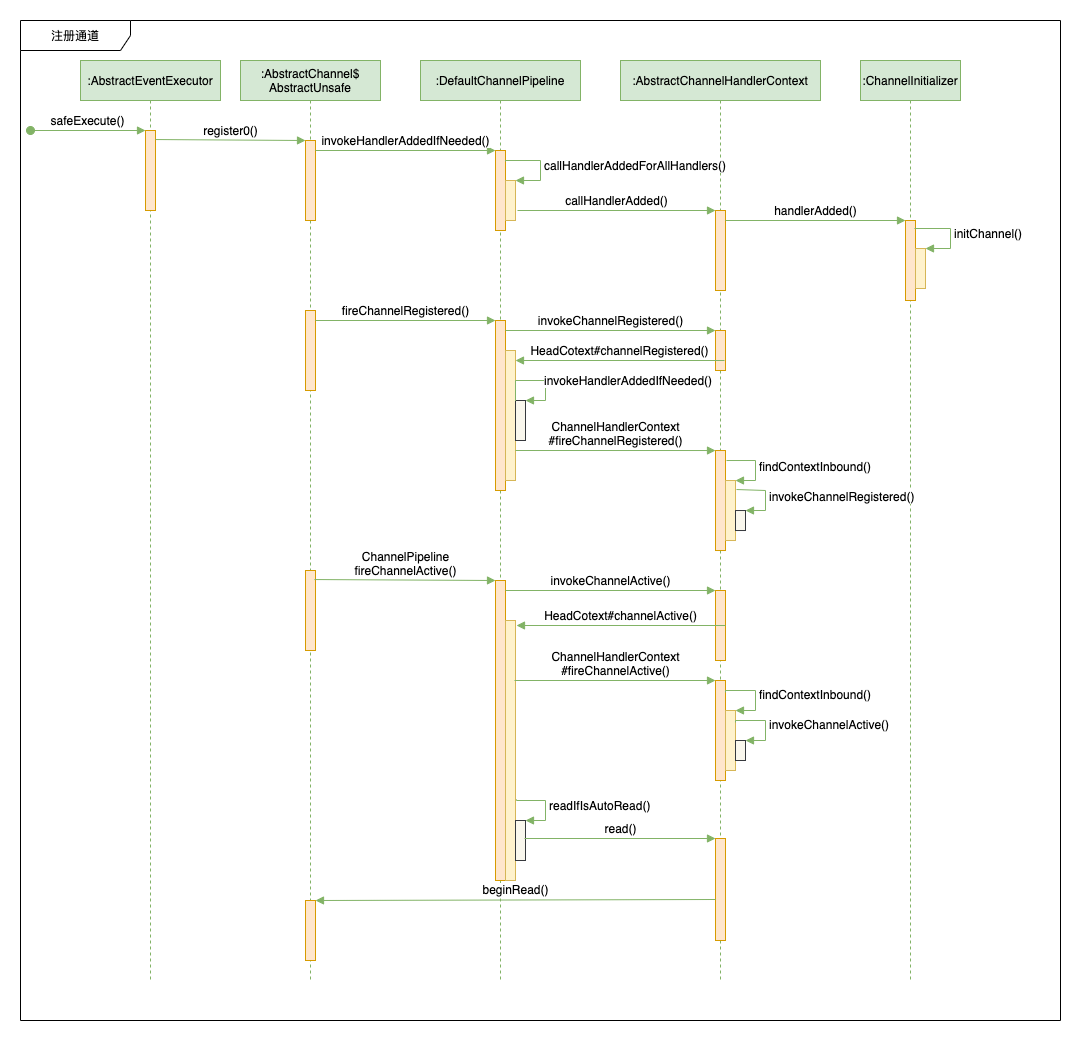 注册通道
:AbstractEventExecutor
:AbstractChannel$
AbstractUnsafe
:DefaultChannelPipeline
:AbstractChannelHandlerContext
:ChannelInitializer
safeExecute()
register0()
invokeHandlerAddedIfNeeded()
callHandlerAddedForAllHandlers()
callHandlerAdded()
handlerAdded()
initChannel()
fireChannelRegistered()
invokeChannelRegistered()
HeadCotext#channelRegistered()
invokeHandlerAddedIfNeeded()
ChannelHandlerContext
#fireChannelRegistered()
findContextInbound()
invokeChannelRegistered()
ChannelPipeline
fireChannelActive()
invokeChannelActive()
HeadCotext#channelActive()
ChannelHandlerContext
#fireChannelActive()
findContextInbound()
invokeChannelActive()
readIfIsAutoRead()
read()
beginRead()